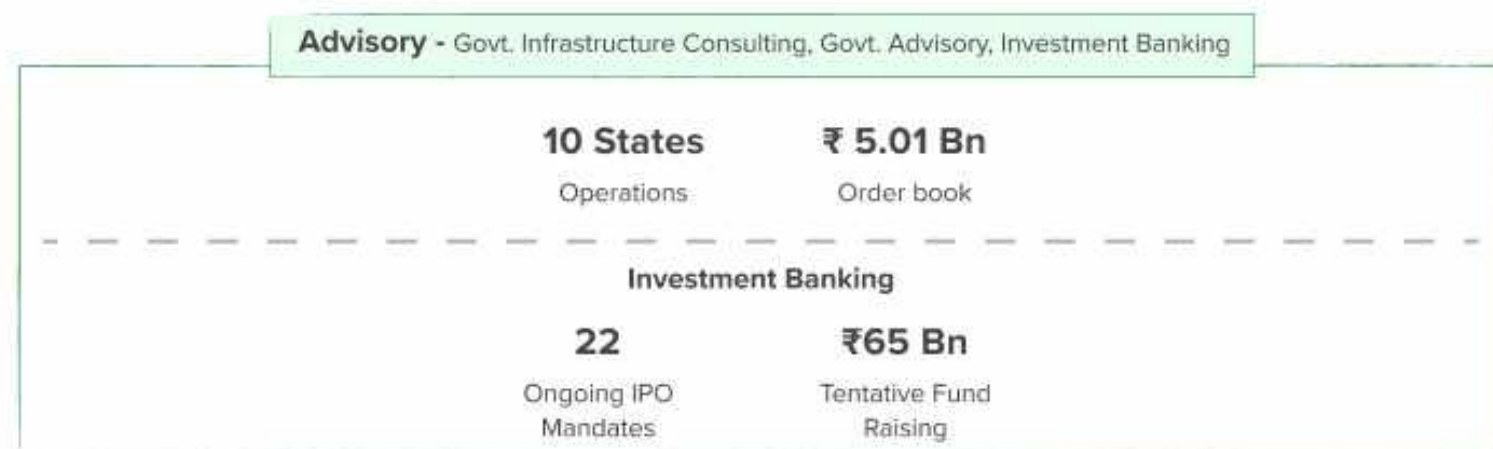 Advisory - Govt. Infrastructure Consulting, Govt. Advisory, Investment Banking
10 States ₹ 5.01 Bn
Operations Order book
Investment Banking
22 ₹65 Bn
Ongoing IPO Tentative Fund
Mandates Raising